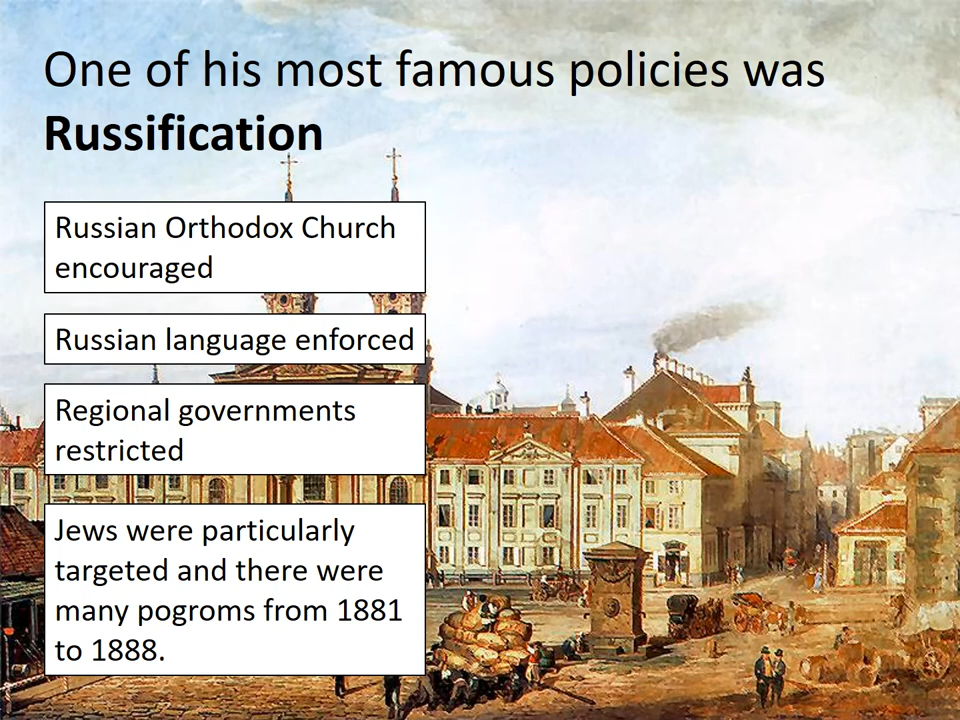 One of his most famous policies was
Russification
Russian Orthodox Church
encouraged
Russian language enforced
Regional governments
restricted
Jews were particularly
targeted and there were
many pogroms from 1881
to 1888.